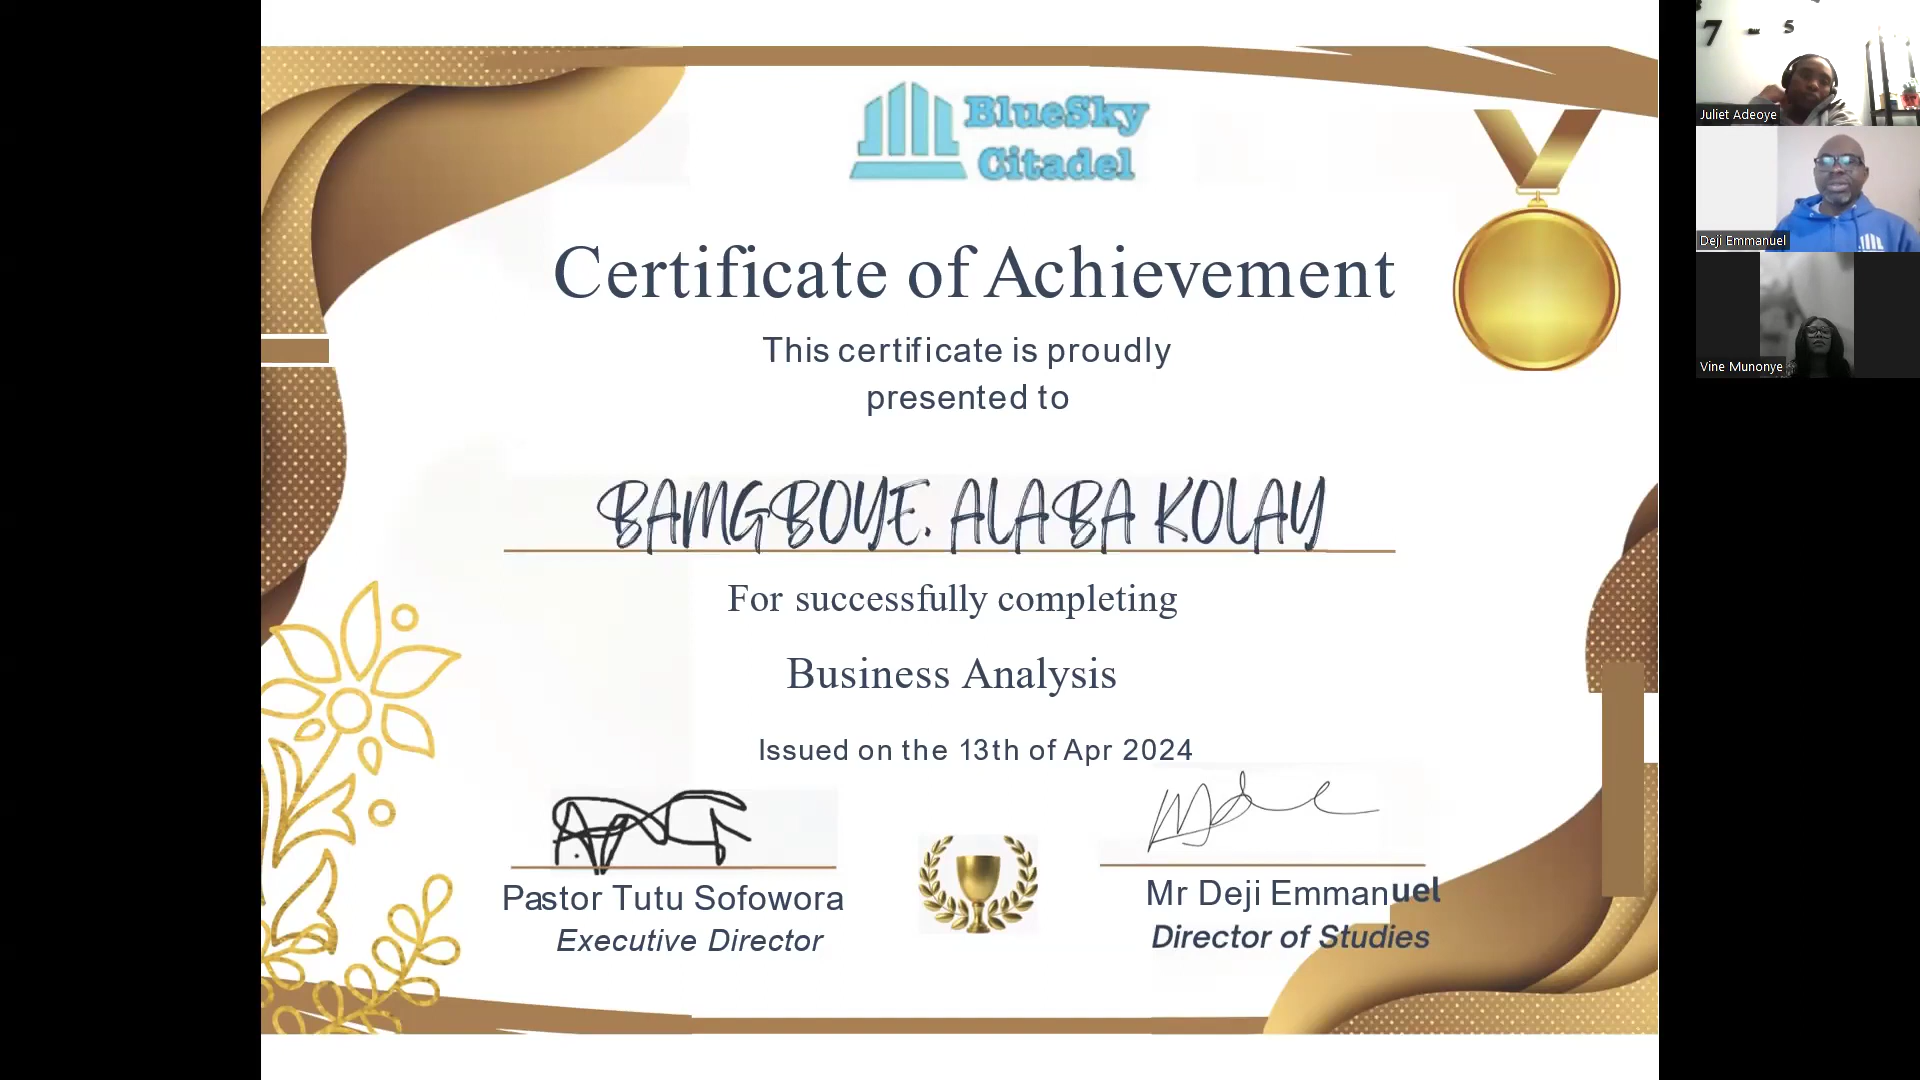 BlueSky
Citadel
Certificate of Achievement
This certificate is proudly
presented to
BAMGBOYE. ALABA KOLAY
For successfully completing
Business Analysis
Issued on the 13th of Apr 2024
Pastor Tutu Sofowora
Executive Director
Mr Deji Emmanuel
Director of Studies
7
5
Juliet Adeoye
Deji Emmanuel
Vine Munonye